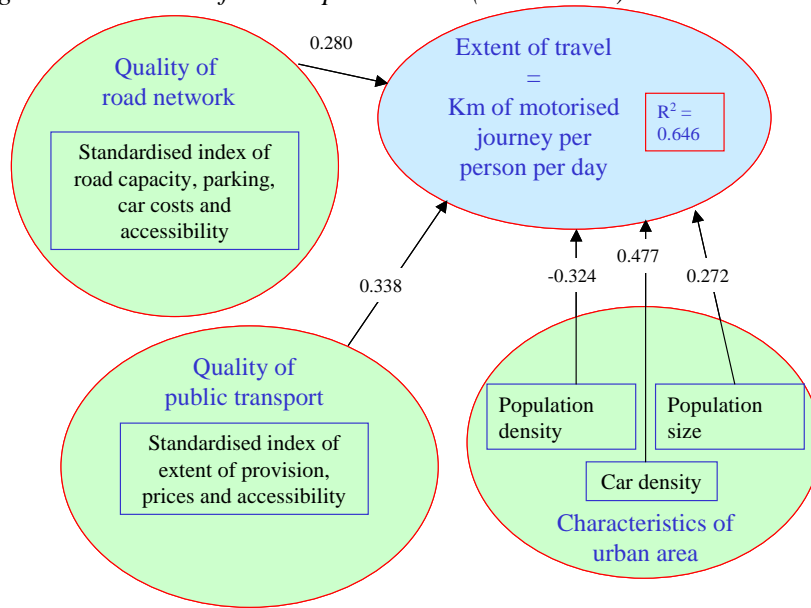 0.280
Quality of
road network
Standardised index of
road capacity, parking,
car costs and
accessibility
Extent of travel
=
Km of motorised
journey per
person per day
R² =
0.646
0.338
-0.324
0.477
0.272
Quality of
public transport
Standardised index of
extent of provision,
prices and accessibility
Population
density
Population
size
Car density
Characteristics of
urban area